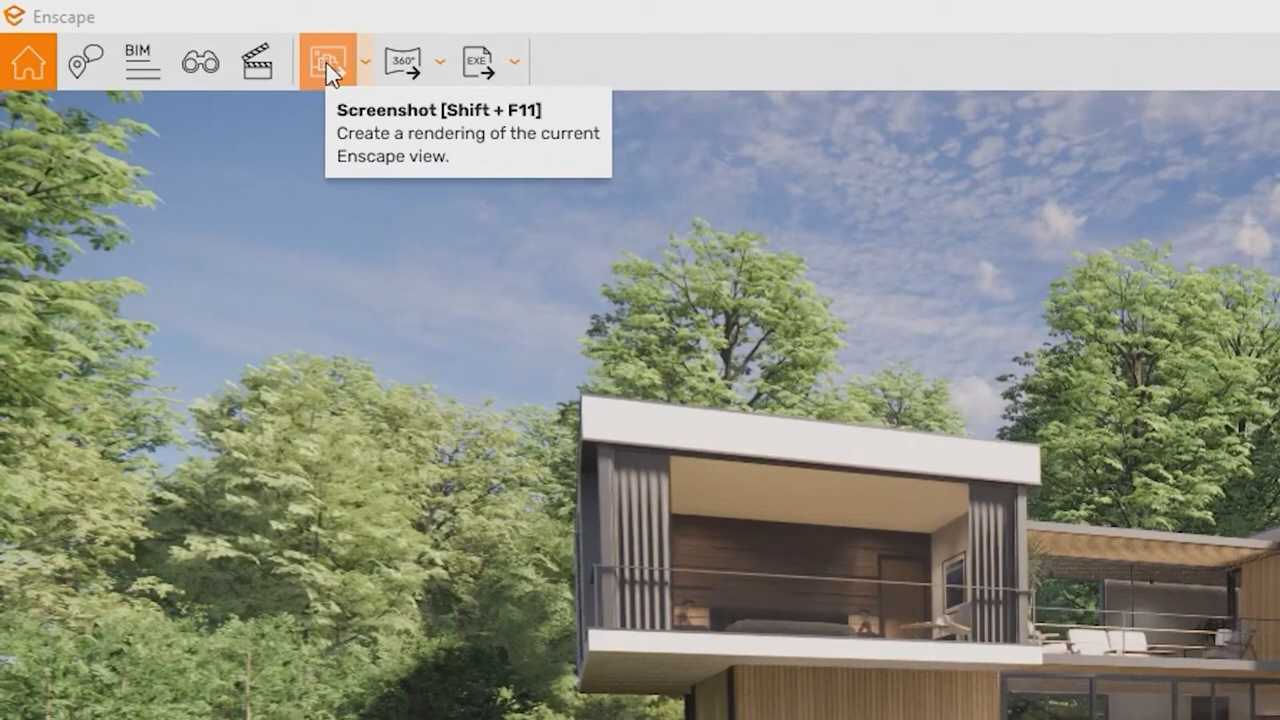 Enscape
BIM
360°
EXE
Screenshot [Shift + F11]
Create a rendering of the current
Enscape view.